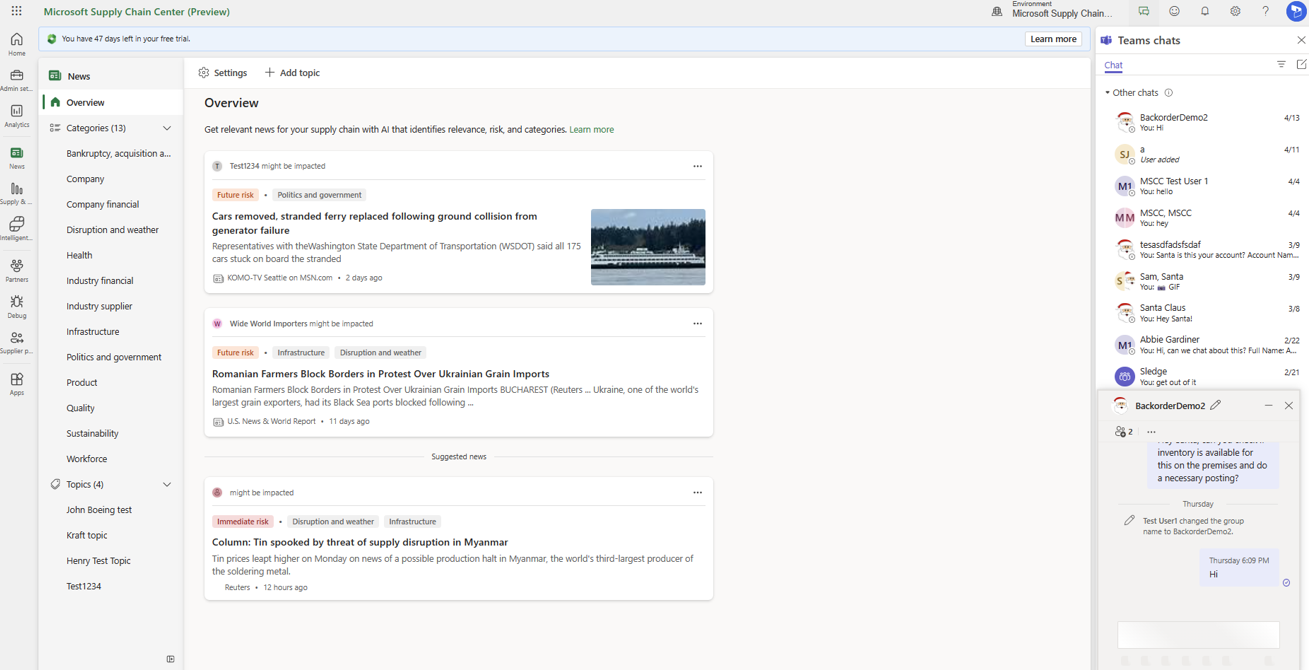 Microsoft Supply Chain Center (Preview)
Environment
Microsoft Supply Chain...
You have 47 days left in your free trial.
Learn more
Home
Admin set...
Analytics
News
Supply & ...
Intelligent...
Partners
Debug
Supplier p...
Apps
News
Overview
Categories (13)
Bankruptcy, acquisition a...
Company
Company financial
Disruption and weather
Health
Industry financial
Industry supplier
Infrastructure
Politics and government
Product
Quality
Sustainability
Workforce
Topics (4)
John Boeing test
Kraft topic
Henry Test Topic
Test1234
Settings
Add topic
Overview
Get relevant news for your supply chain with AI that identifies relevance, risk, and categories. Learn more
T Test1234 might be impacted
Future risk • Politics and government
Cars removed, stranded ferry replaced following ground collision from
generator failure
Representatives with theWashington State Department of Transportation (WSDOT) said all 175
cars stuck on board the stranded
KOMO-TV Seattle on MSN.com • 2 days ago
W Wide World Importers might be impacted
Future risk • Infrastructure Disruption and weather
Romanian Farmers Block Borders in Protest Over Ukrainian Grain Imports
Romanian Farmers Block Borders in Protest Over Ukrainian Grain Imports BUCHAREST (Reuters ... Ukraine, one of the world's
largest grain exporters, had its Black Sea ports blocked following ...
U.S. News & World Report • 11 days ago
Suggested news
might be impacted
Immediate risk • Disruption and weather Infrastructure
Column: Tin spooked by threat of supply disruption in Myanmar
Tin prices leapt higher on Monday on news of a possible production halt in Myanmar, the world's third-largest producer of
the soldering metal.
Reuters • 12 hours ago
Teams chats
Chat
Other chats
BackorderDemo2 4/13
You: Hi
SJ a 4/11
User added
M1 MSCC Test User 1 4/4
You: hello
MM MSCC, MSCC 4/4
You: hey
tesasdfadsfsdaf 3/9
You: Santa is this your account? Account Nam...
S Sam, Santa 3/9
You: GIF
Santa Claus 3/8
You: Hey Santa!
M1 Abbie Gardiner 2/22
You: Hi, can we chat about this? Full Name: A...
Sledge 2/21
You: get out of it
BackorderDemo2
2
inventory is available for
this on the premises and do
a necessary posting?
Thursday
Test User1 changed the group
name to BackorderDemo2.
Thursday 6:09 PM
Hi